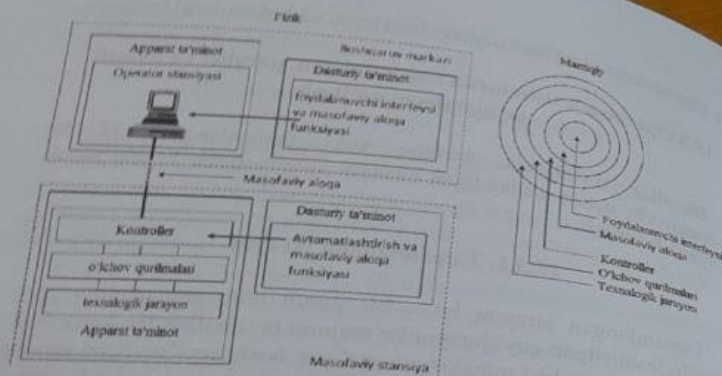 Fizik
Boshqaruv markazi
Apparat ta'minot
Operator stansiyasi
Dasturiy ta'minot
Foydalanuvchi interfeysi
va masofaviy aloqa
funksiyasi
Masofaviy aloqa
Kontroller
o'lchov qurilmalari
texnalogik jarayon
Apparat ta'minot
Dasturiy ta'minot
Avtomatlashtirish va
masofaviy aloqa
funksiyasi
Masofaviy stansiya
Mantiqiy
Foydalanuvchi interfeysi
Masofaviy aloqa
Kontroller
O'lchov qurilmalari
Texnalogik jarayon